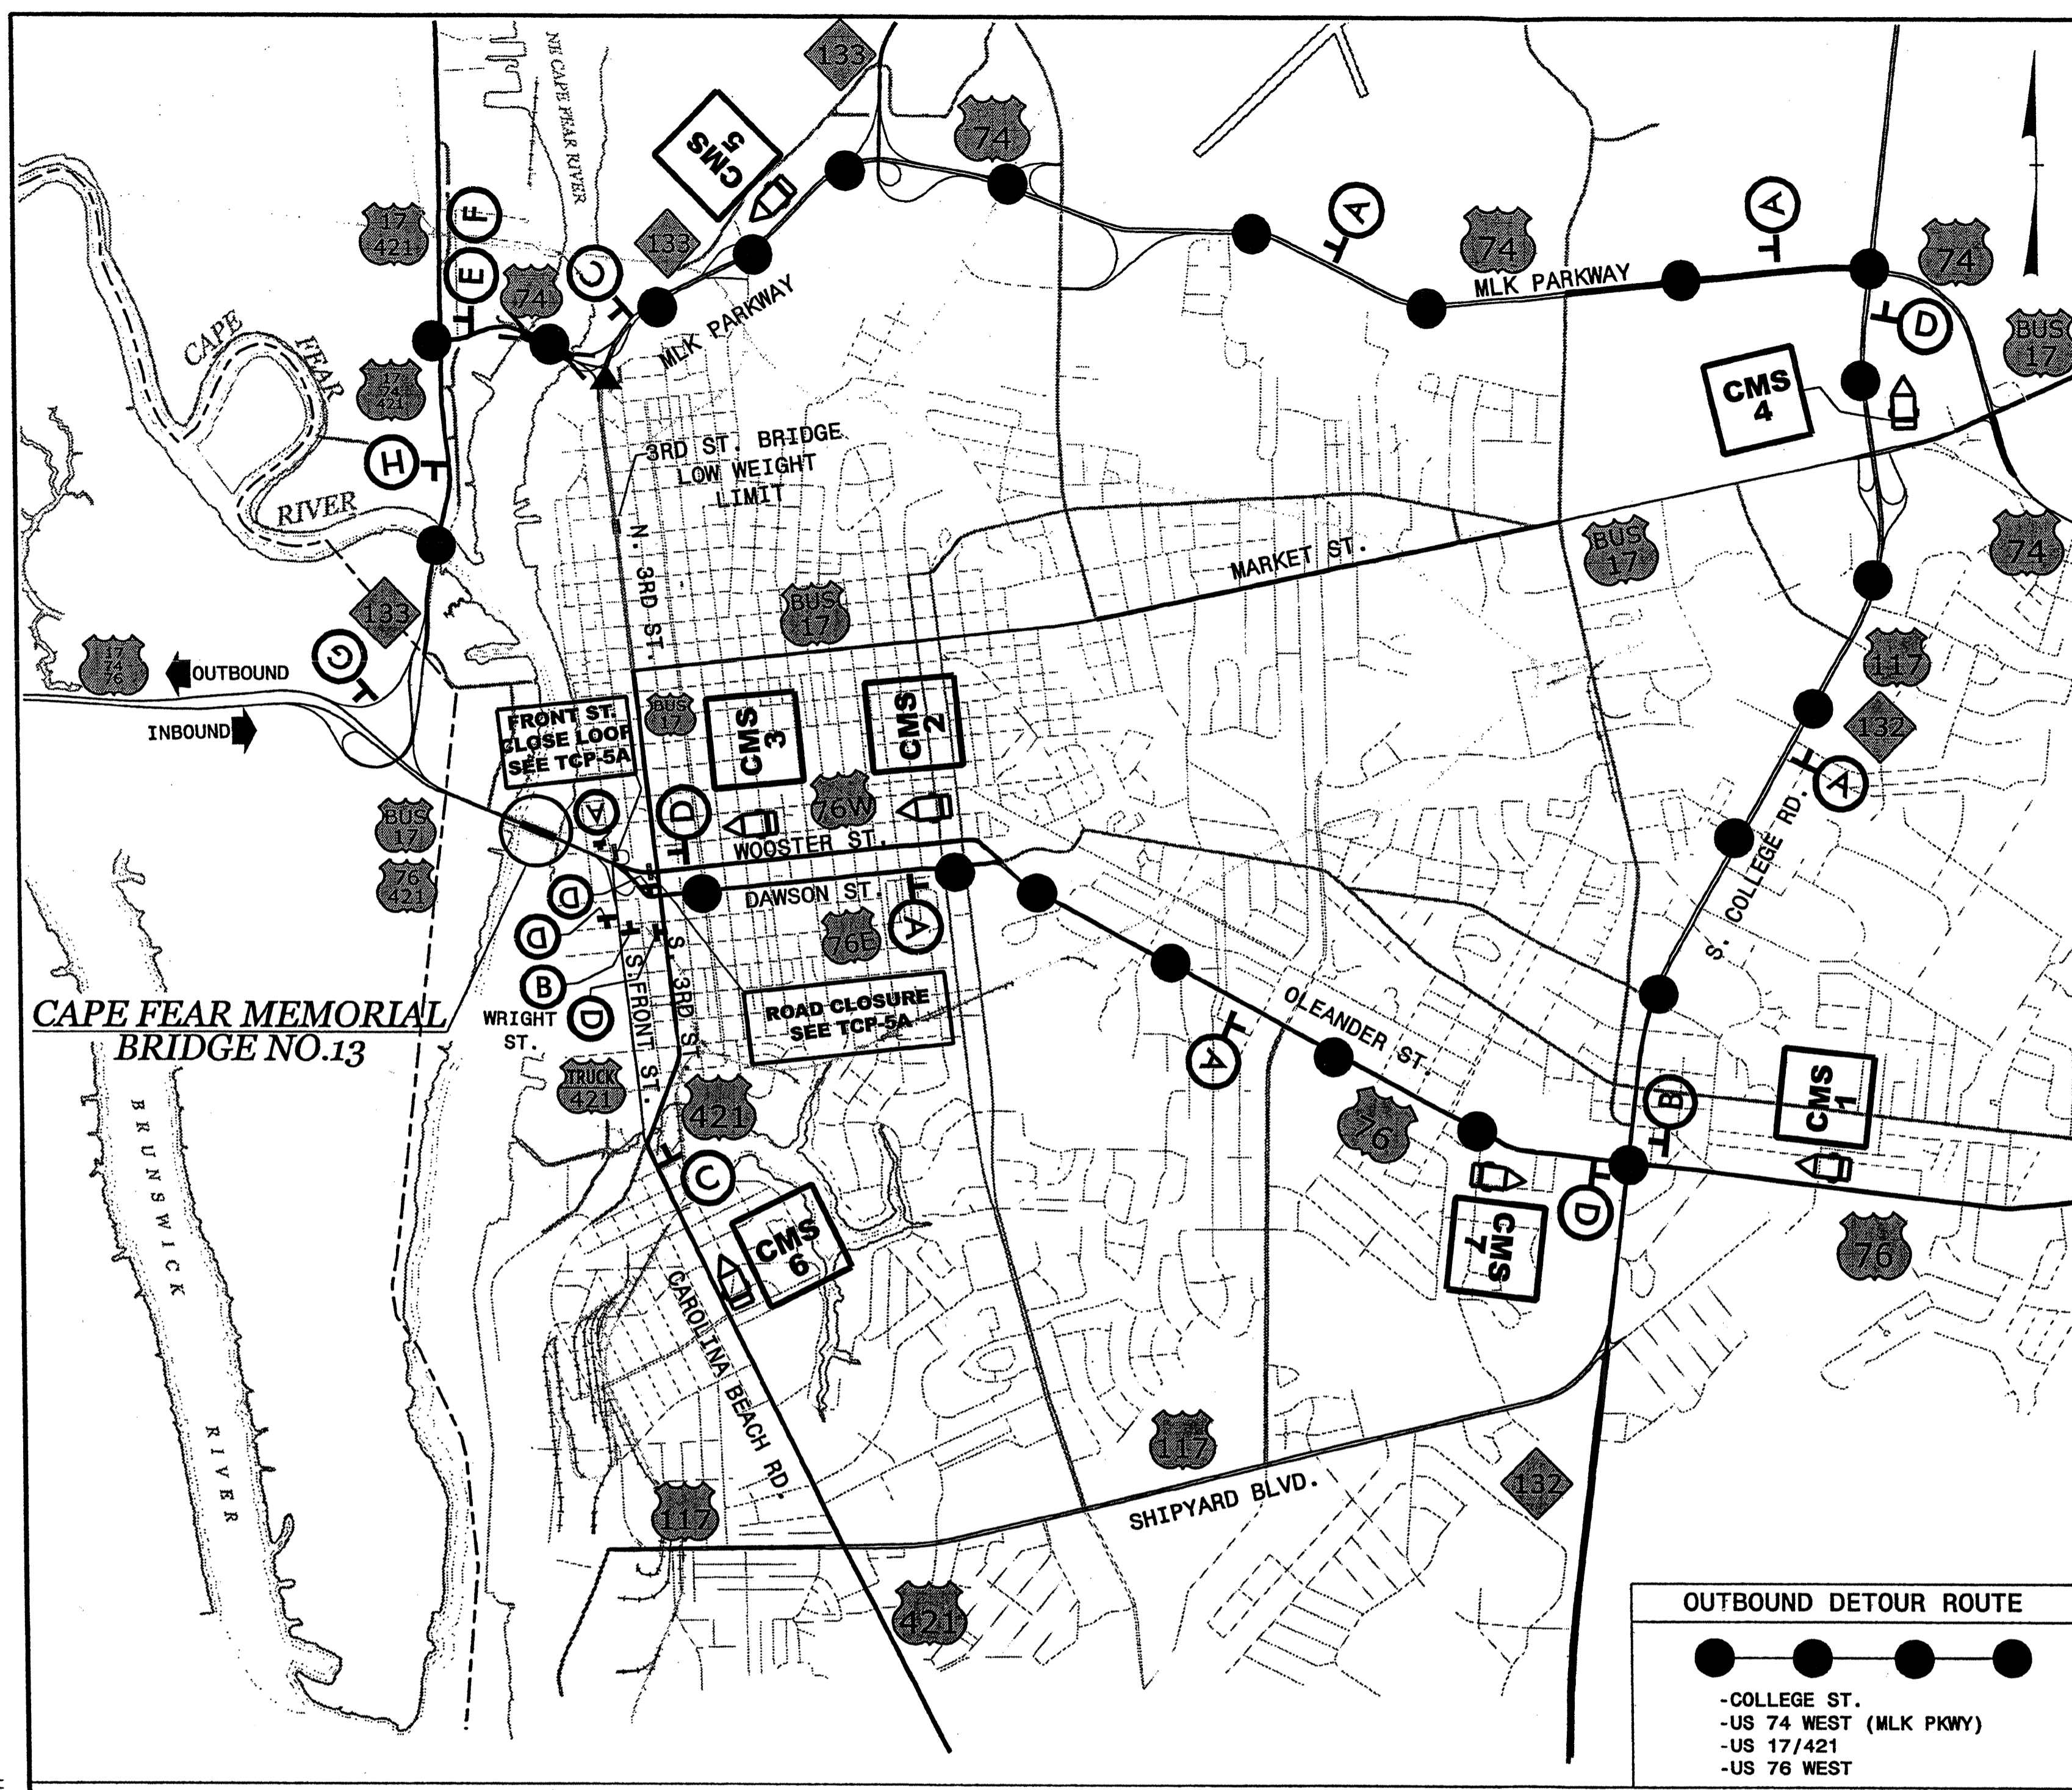 133
NE CAPE FEAR RIVER
CMS
5
74
17
421
F
E
74
C
133
A
74
A
74
MLK PARKWAY
MLK PARKWAY
D
BUS
17
CAPE
FEAR
RIVER
17
74
421
H
CMS
4
3RD ST. BRIDGE
LOW WEIGHT
LIMIT
N. 3RD ST.
MARKET ST.
BUS
17
74
133
G
BUS
17
117
132
17
74
76
OUTBOUND
INBOUND
FRONT ST.
CLOSE LOOP
SEE TCP-5A
BUS
17
CMS
3
CMS
2
A
D
76W
WOOSTER ST.
A
S. COLLEGE RD.
BUS
17
76
421
D
D
B
D
DAWSON ST.
76E
A
WRIGHT
ST.
S. FRONT ST.
S. 3RD ST.
ROAD CLOSURE
SEE TCP-5A
CAPE FEAR MEMORIAL
BRIDGE NO.13
OLEANDER ST.
A
76
B
CMS
1
TRUCK
421
421
C
CMS
6
CMS
7
D
76
BRUNSWICK
RIVER
CAROLINA BEACH RD.
117
117
SHIPYARD BLVD.
132
421
OUTBOUND DETOUR ROUTE
-COLLEGE ST.
-US 74 WEST (MLK PKWY)
-US 17/421
-US 76 WEST